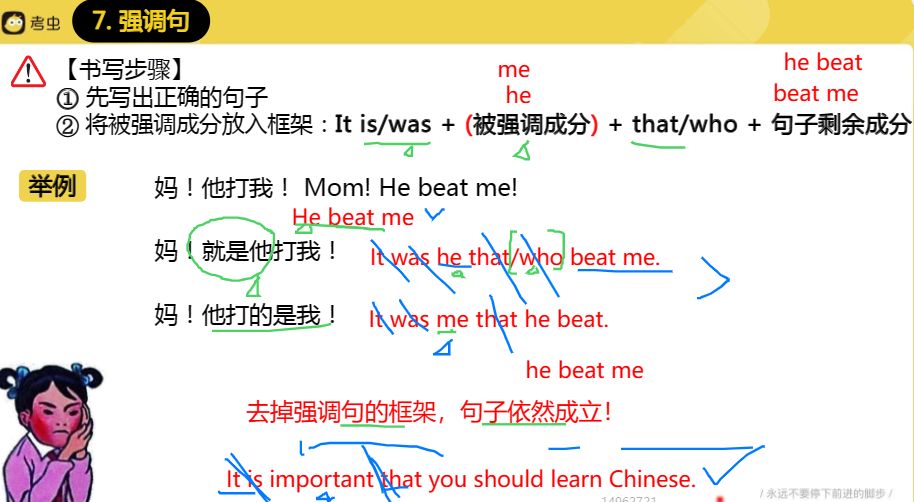 考虫
7. 强调句
he beat
me
【书写步骤】
beat me
he
① 先写出正确的句子
② 将被强调成分放入框架：It is/was + (被强调成分) + that/who + 句子剩余成分
举例
妈！他打我！ Mom! He beat me!
He beat me
妈！就是他打我！ It was he that/who beat me.
妈！他打的是我！ It was me that he beat.
he beat me
去掉强调句的框架，句子依然成立！
It is important that you should learn Chinese.
/ 永远不要停下前进的脚步 /